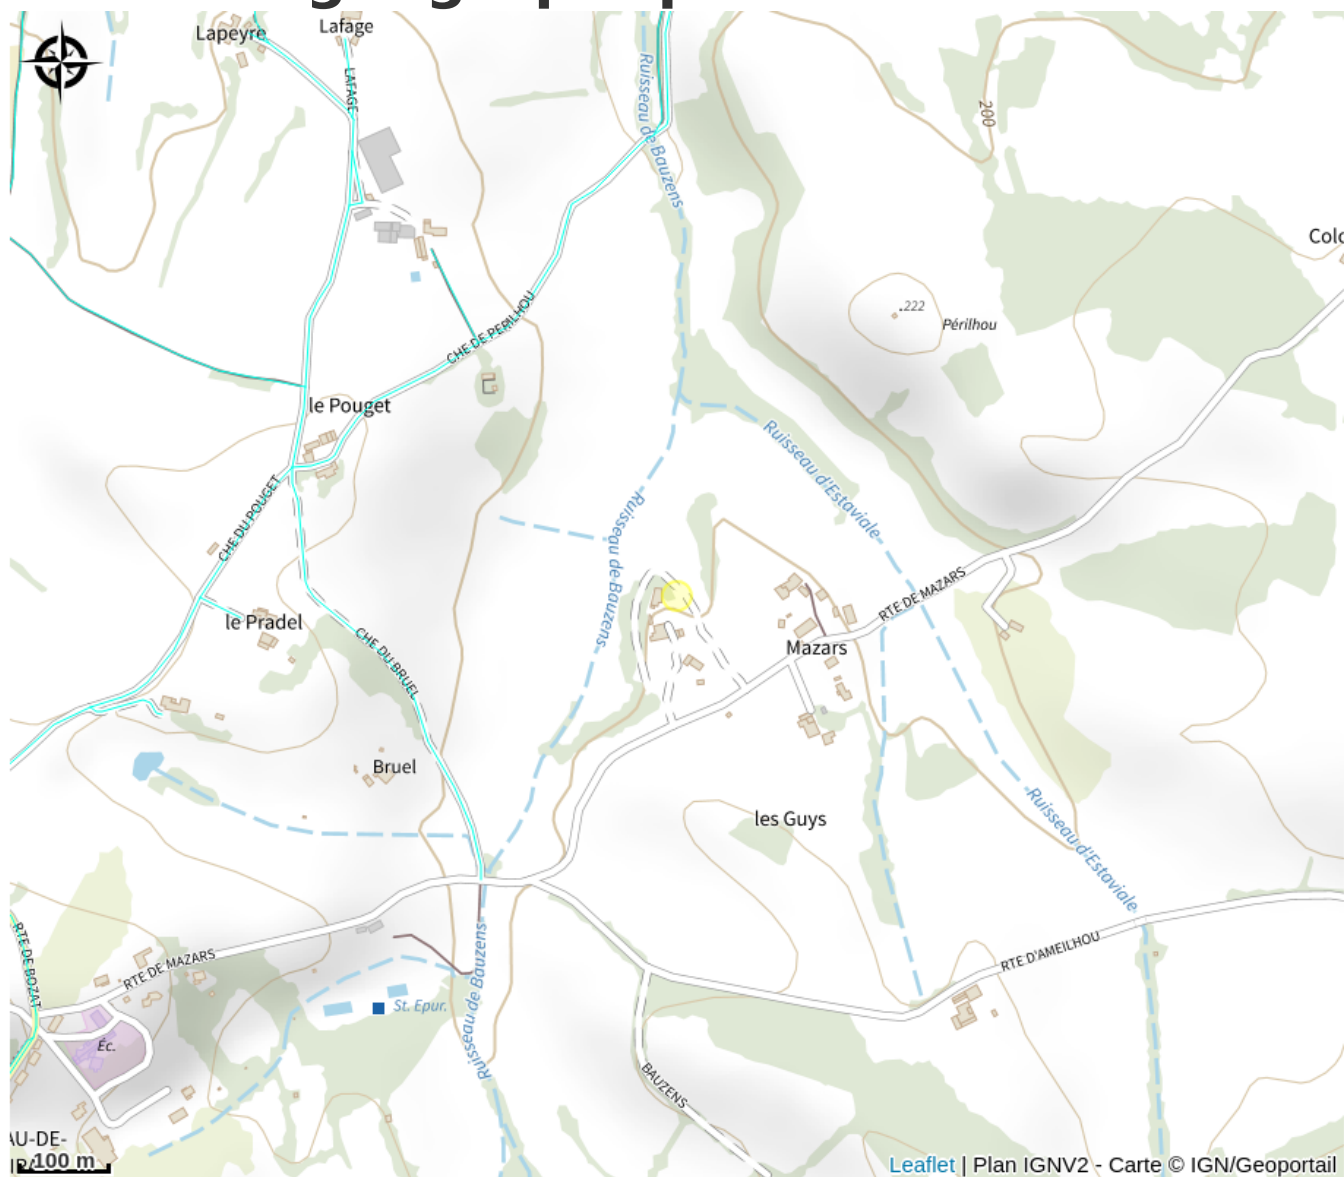 Lapeyre
Lafage
LAFAGE
Ruisseau de Bauzens
200
Colo
.222
Périlhou
CHE DE PERILHOU
le Pouget
Ruisseau d'Estaviale
CHE DU POUGET
Ruisseau de Bauzens
RTE DE MAZARS
le Pradel
CHE DU BRUEL
Mazars
Bruel
les Guys
Ruisseau d'Estaviale
RTE DE BOZAT
RTE DE MAZARS
Ruisseau de Bauzens
RTE D'AMEILHOU
St. Epur.
Éc.
BAUZENS
AU-DE-
100 m
Leaflet | Plan IGNV2 - Carte © IGN/Geoportail